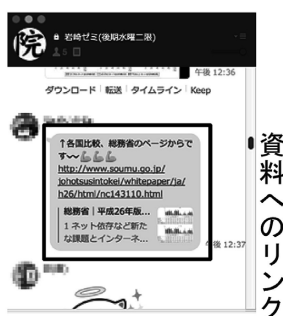 院
岩崎ゼミ(後期水曜二限)
5
午後 12:36
ダウンロード | 転送 | タイムライン | Keep
↑各国比較、総務省のページからで
す〜💪💪💪
http://www.soumu.go.jp/
johotsusintokei/whitepaper/ja/
h26/html/nc143110.html
総務省|平成26年版...
1 ネット依存など新た
な課題とインターネ...
午後 12:37
資料へのリンク